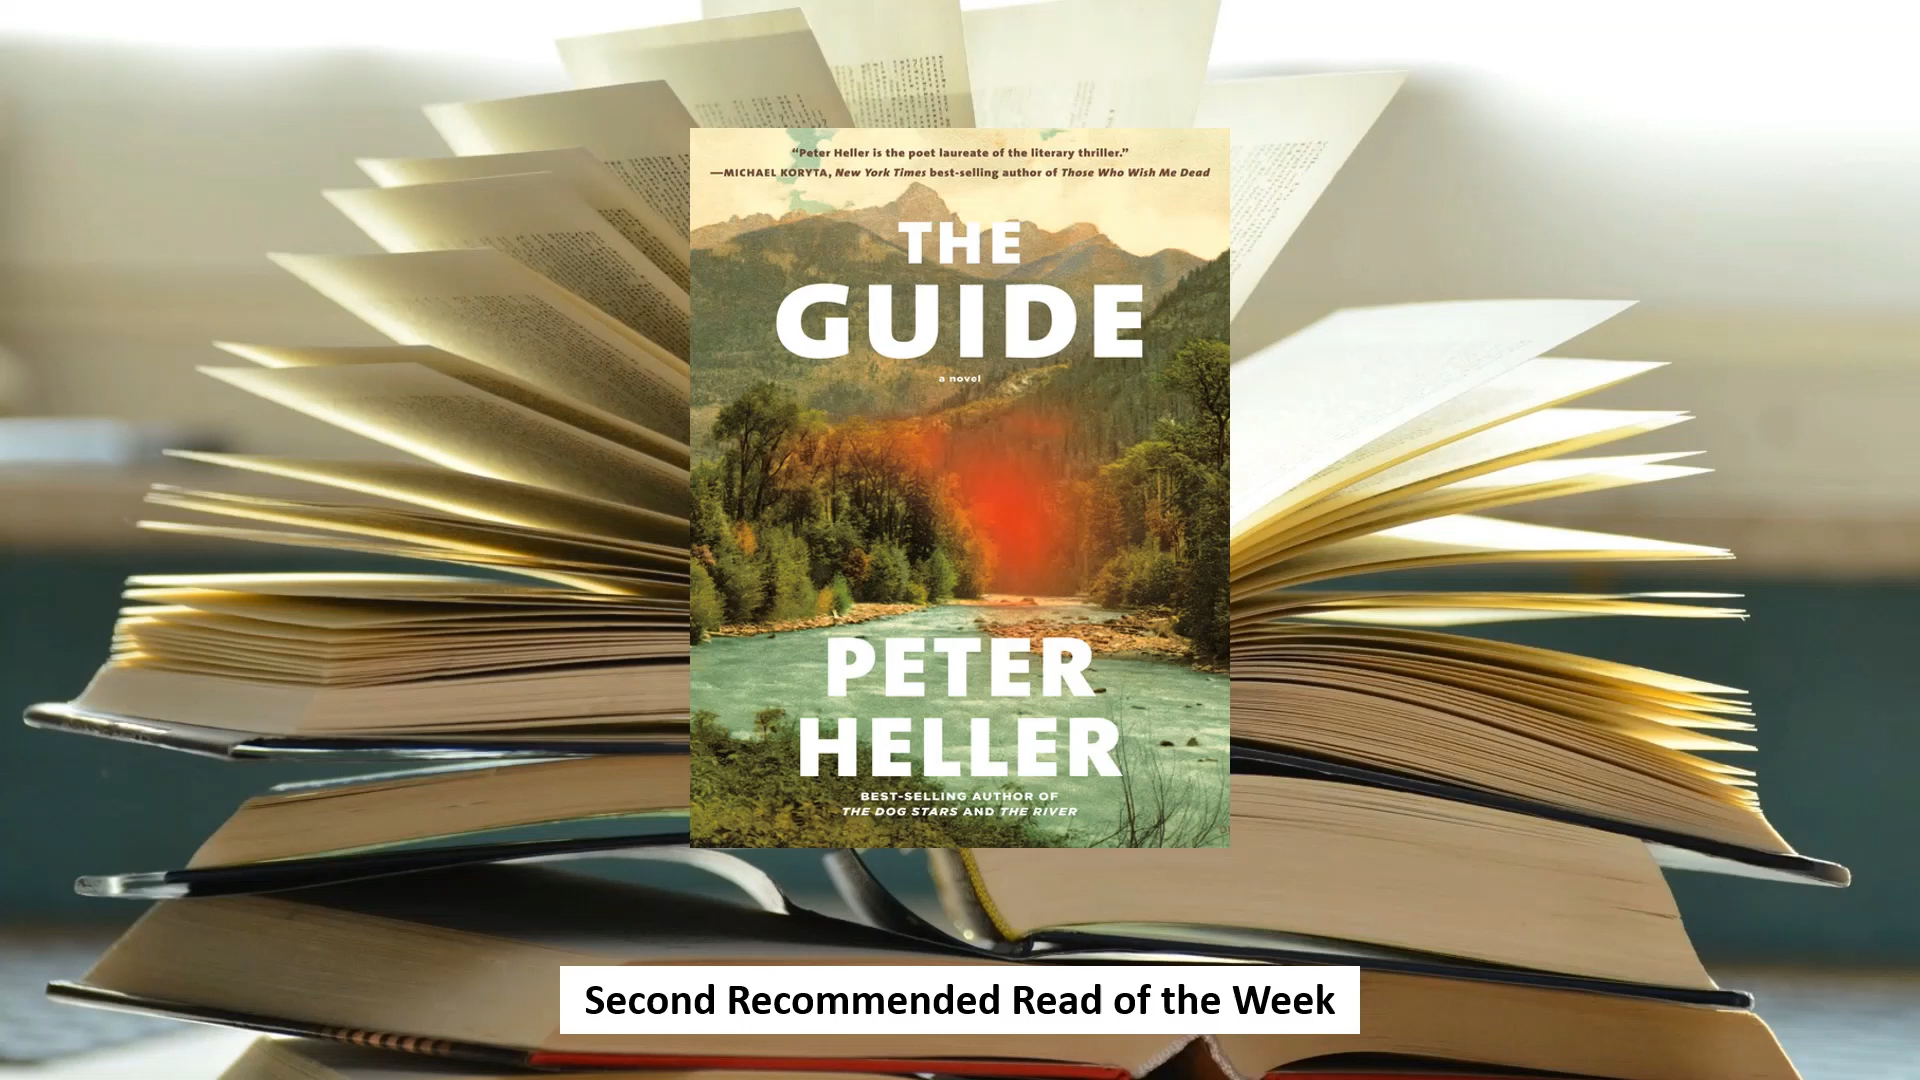 “Peter Heller is the poet laureate of the literary thriller.”
—MICHAEL KORYTA, New York Times best-selling author of Those Who Wish Me Dead
THE
GUIDE
a novel
PETER
HELLER
BEST-SELLING AUTHOR OF
THE DOG STARS AND THE RIVER
Second Recommended Read of the Week